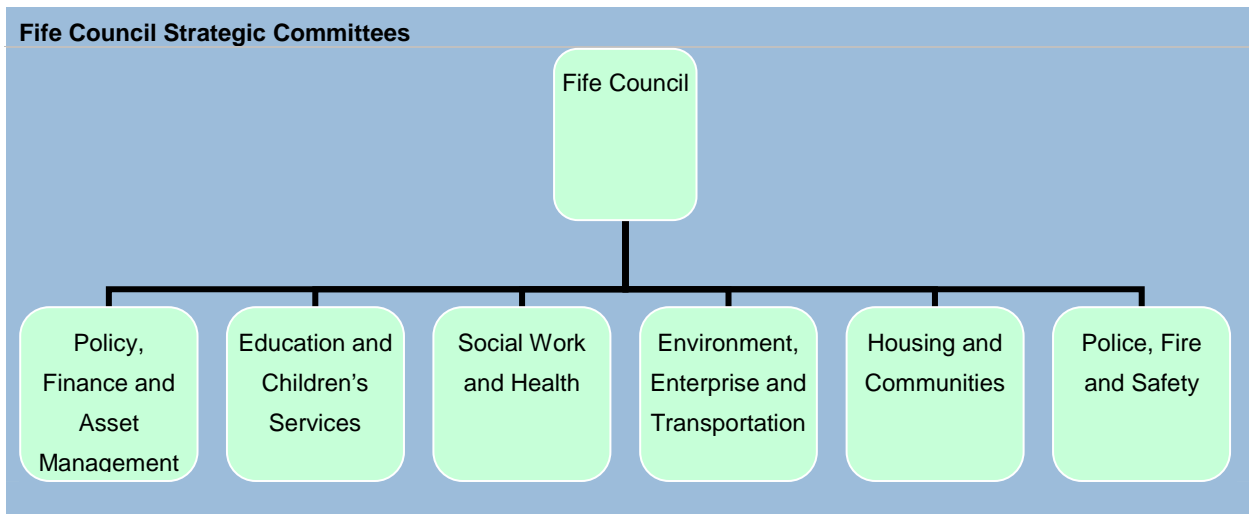 Fife Council Strategic Committees
Fife Council
Policy,
Finance and
Asset
Management
Education and
Children’s
Services
Social Work
and Health
Environment,
Enterprise and
Transportation
Housing and
Communities
Police, Fire
and Safety